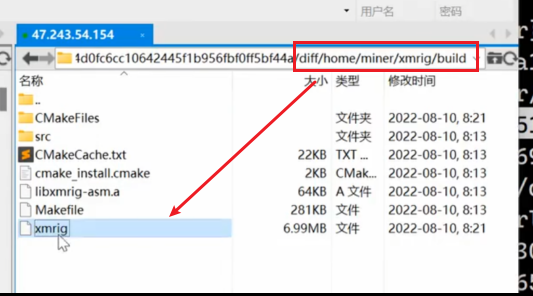 用户名 密码
47.243.54.154
4d0fc6cc10642445f1b956fbf0ff5bf44a/diff/home/miner/xmrig/build
名称 大小 类型 修改时间
..
CMakeFiles 文件夹 2022-08-10, 8:21
src 文件夹 2022-08-10, 8:13
CMakeCache.txt 22KB TXT ... 2022-08-10, 8:13
cmake_install.cmake 2KB CMak... 2022-08-10, 8:13
libxmrig-asm.a 64KB A 文件 2022-08-10, 8:13
Makefile 281KB 文件 2022-08-10, 8:13
xmrig 6.99MB 文件 2022-08-10, 8:21